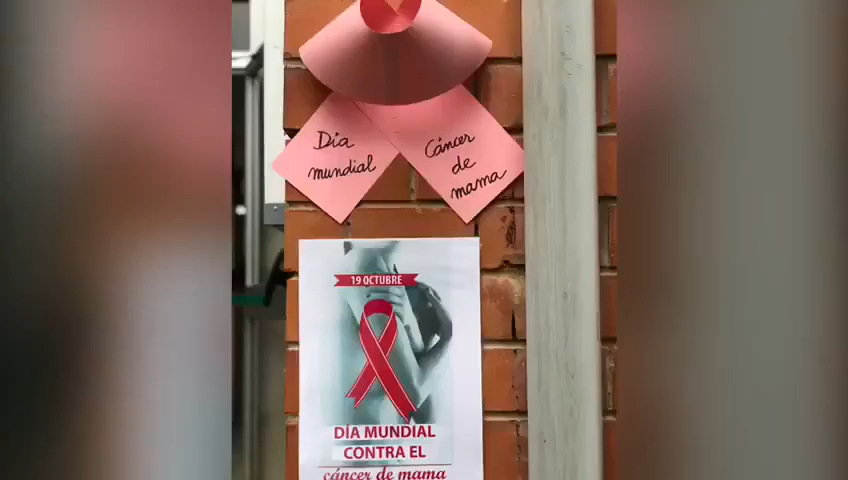 Día
mundial
Cáncer
de
mama
19 OCTUBRE
DÍA MUNDIAL
CONTRA EL
cáncer de mama